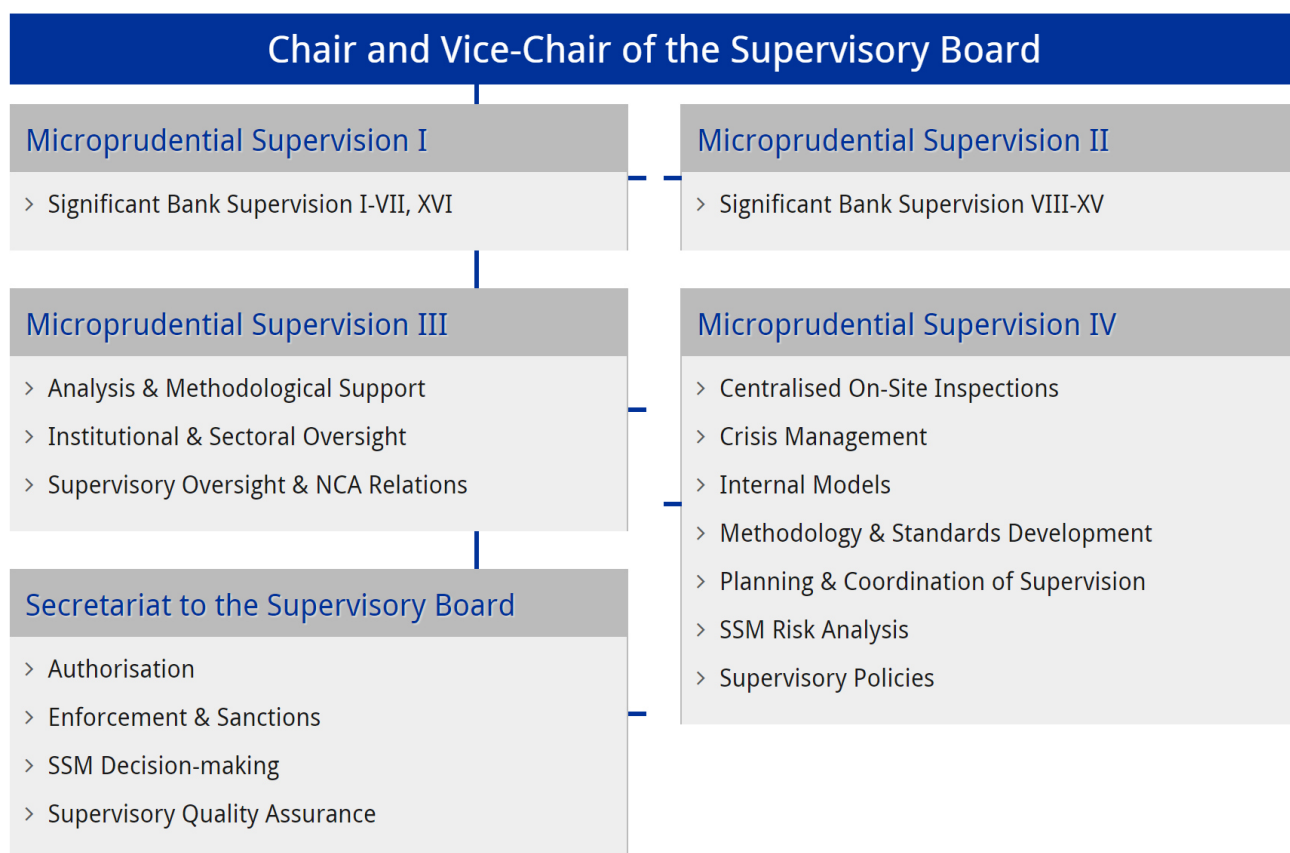 Chair and Vice-Chair of the Supervisory Board
Microprudential Supervision I
Significant Bank Supervision I-VII, XVI
Microprudential Supervision II
Significant Bank Supervision VIII-XV
Microprudential Supervision III
Analysis & Methodological Support
Institutional & Sectoral Oversight
Supervisory Oversight & NCA Relations
Microprudential Supervision IV
Centralised On-Site Inspections
Crisis Management
Internal Models
Methodology & Standards Development
Planning & Coordination of Supervision
SSM Risk Analysis
Supervisory Policies
Secretariat to the Supervisory Board
Authorisation
Enforcement & Sanctions
SSM Decision-making
Supervisory Quality Assurance